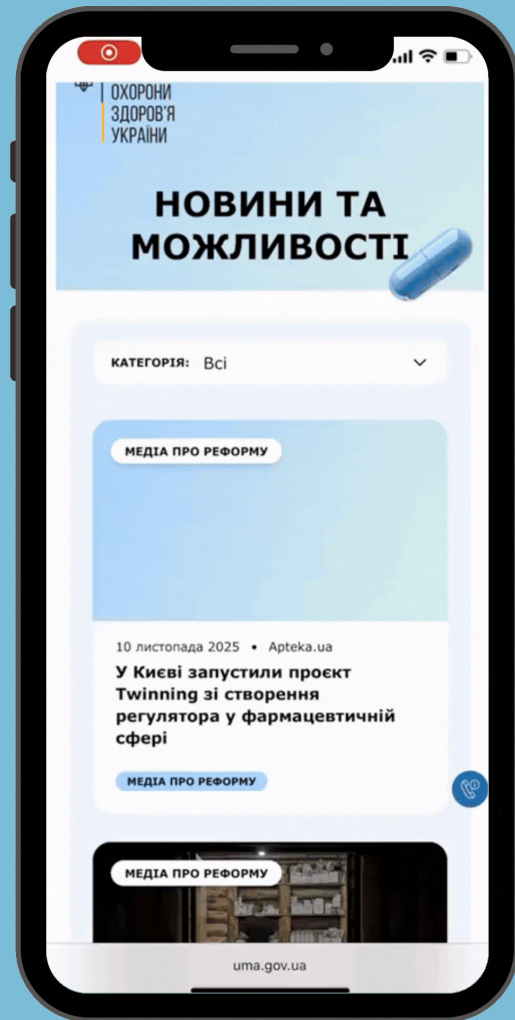 ОХОРОНИ
ЗДОРОВ'Я
УКРАЇНИ
НОВИНИ ТА
МОЖЛИВОСТІ
КАТЕГОРІЯ: Всі
МЕДІА ПРО РЕФОРМУ
10 листопада 2025 • Apteka.ua
У Києві запустили проєкт
Twinning зі створення
регулятора у фармацевтичній
сфері
МЕДІА ПРО РЕФОРМУ
МЕДІА ПРО РЕФОРМУ
uma.gov.ua